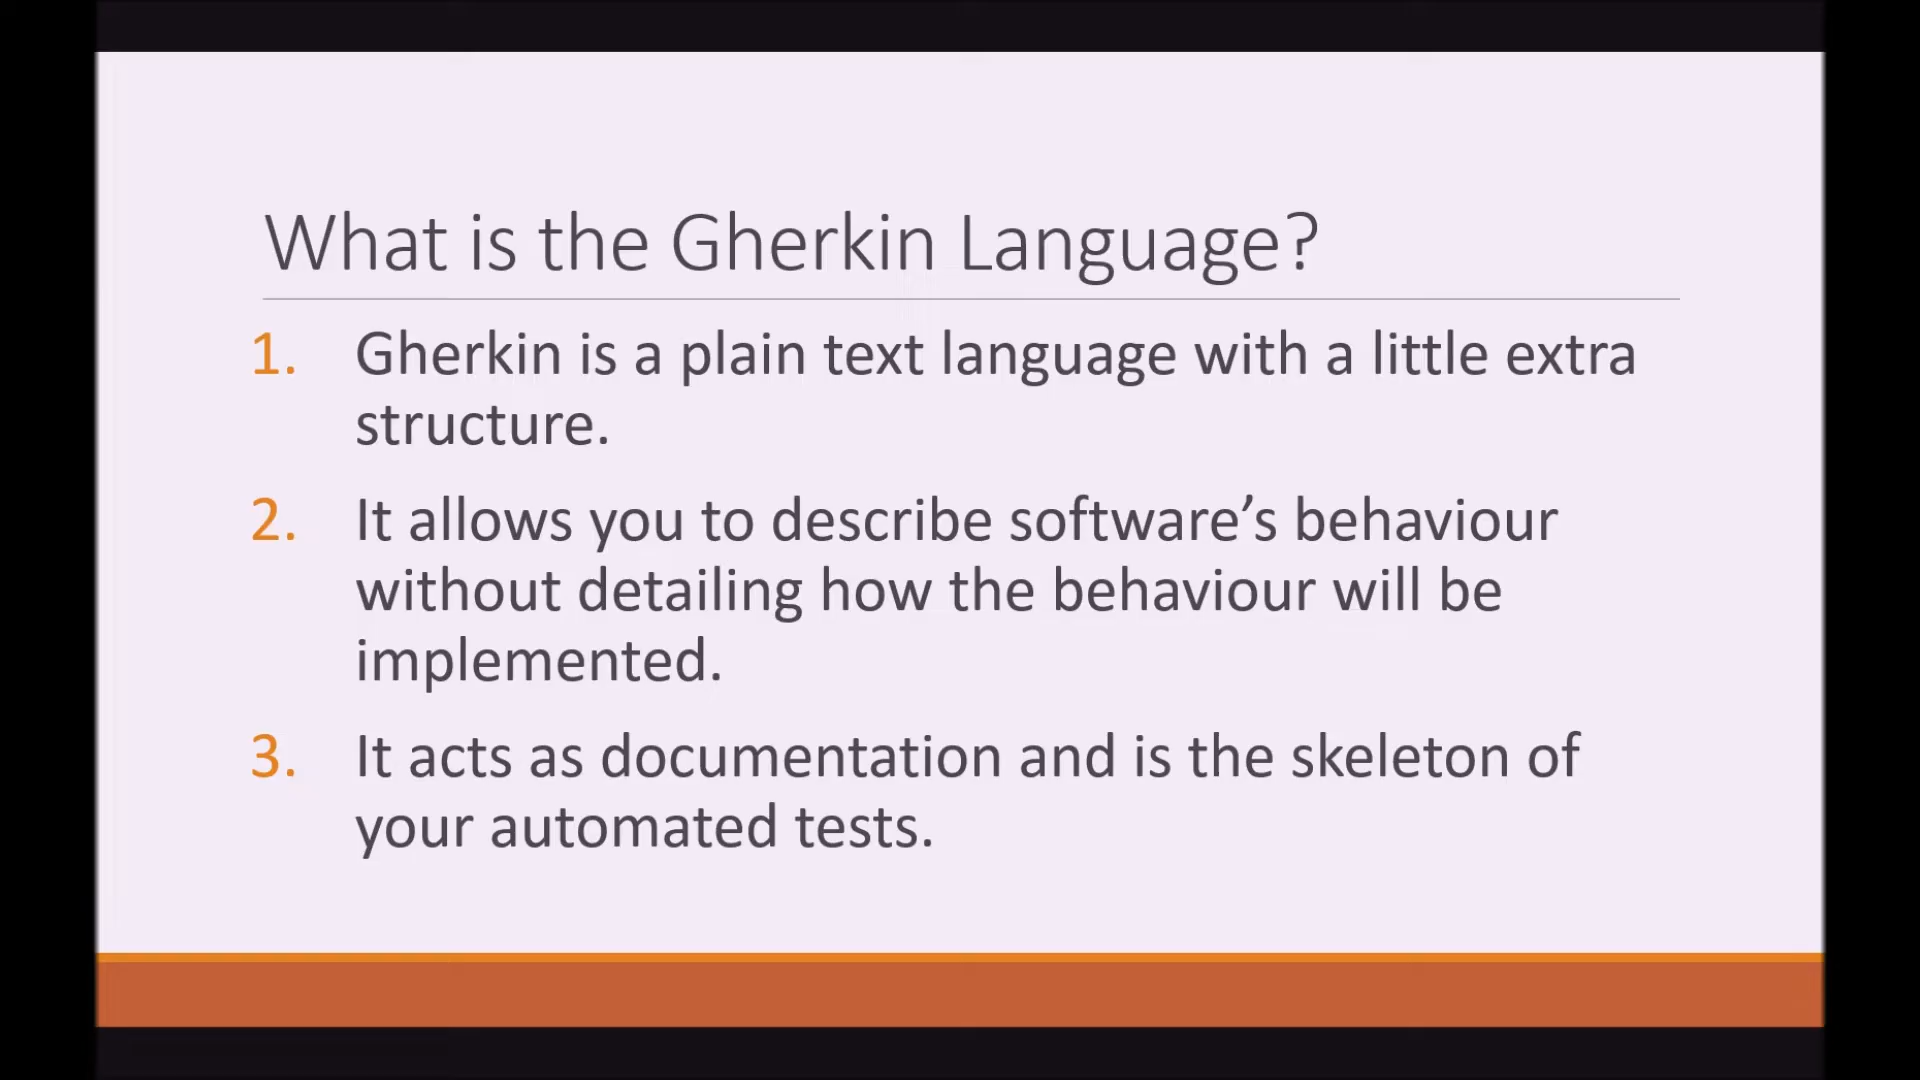 What is the Gherkin Language?
1. Gherkin is a plain text language with a little extra
structure.
2. It allows you to describe software’s behaviour
without detailing how the behaviour will be
implemented.
3. It acts as documentation and is the skeleton of
your automated tests.